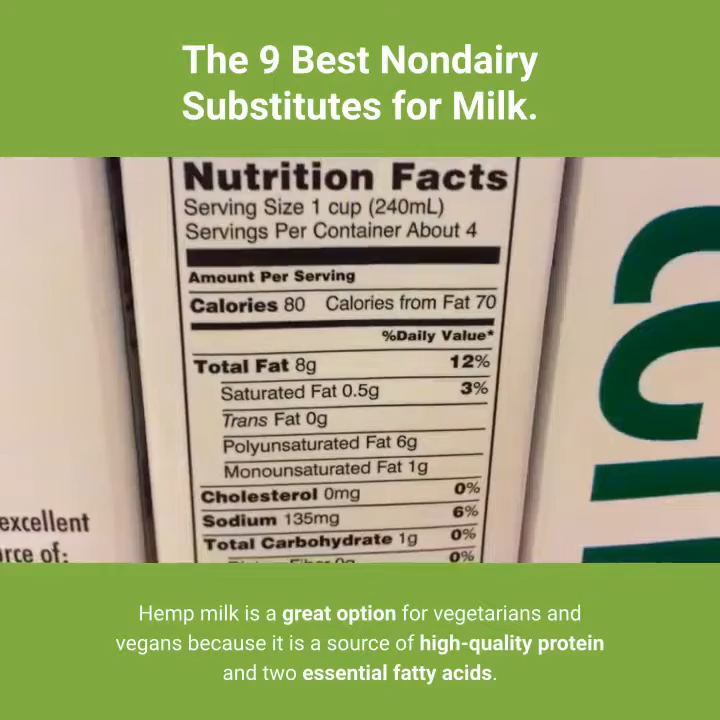 The 9 Best Nondairy
Substitutes for Milk.
Nutrition Facts
Serving Size 1 cup (240mL)
Servings Per Container About 4
Amount Per Serving
Calories 80 Calories from Fat 70
%Daily Value*
Total Fat 8g 12%
Saturated Fat 0.5g 3%
Trans Fat 0g
Polyunsaturated Fat 6g
Monounsaturated Fat 1g
Cholesterol 0mg 0%
Sodium 135mg 6%
Total Carbohydrate 1g 0%
0%
excellent
rce of:
Hemp milk is a great option for vegetarians and
vegans because it is a source of high-quality protein
and two essential fatty acids.